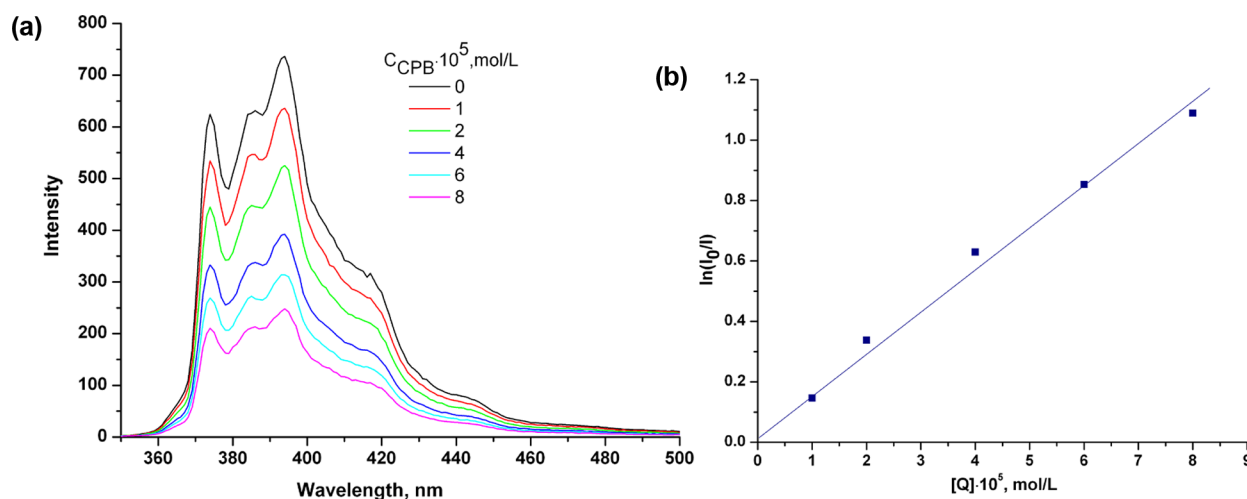 (a)
800
700
600
500
400
300
200
100
0
Intensity
C_CPB·10^5,mol/L
0
1
2
4
6
8
360 380 400 420 440 460 480 500
Wavelength, nm
(b)
1.2
1.0
0.8
0.6
0.4
0.2
0.0
ln(I_0/I)
0 1 2 3 4 5 6 7 8 9
[Q]·10^5, mol/L